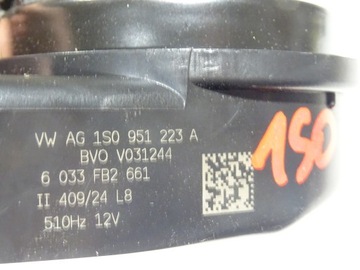 VW AG 1S0 951 223 A
BVO V031244
6 033 FB2 661
II 409/24 L8
510Hz 12V
1S0